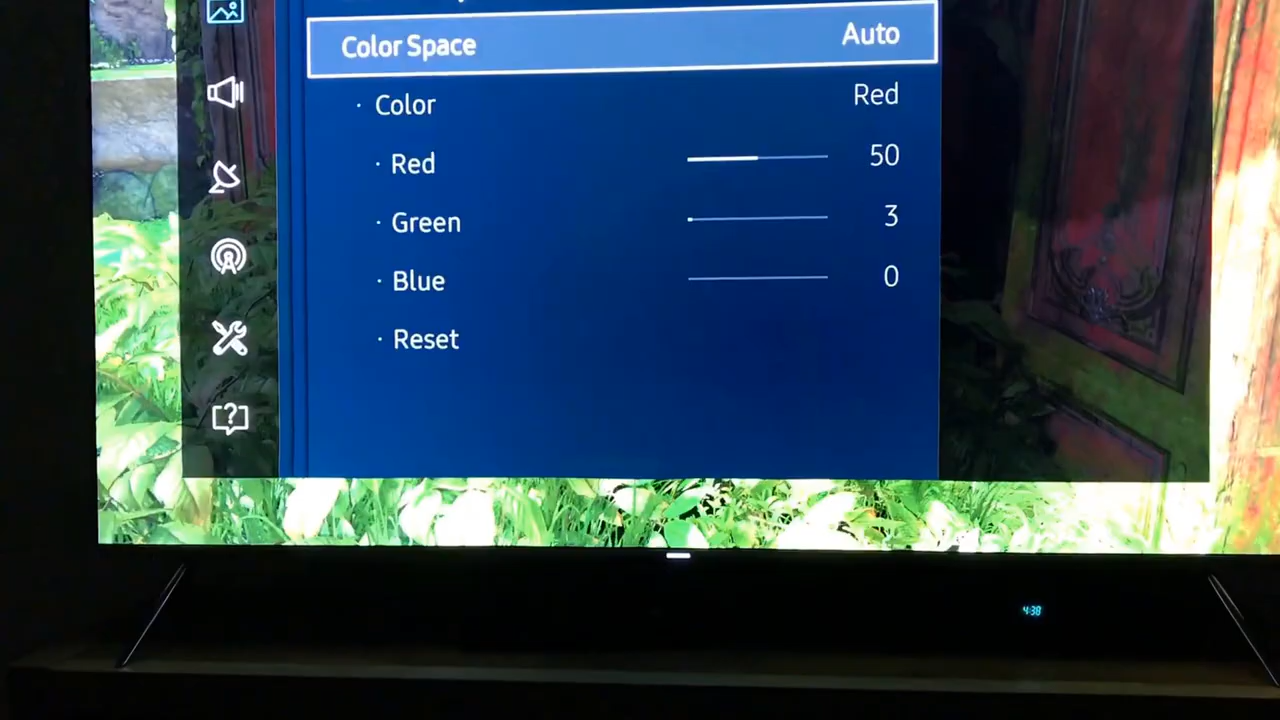 Color Space Auto
· Color Red
· Red 50
· Green 3
· Blue 0
· Reset
4:38